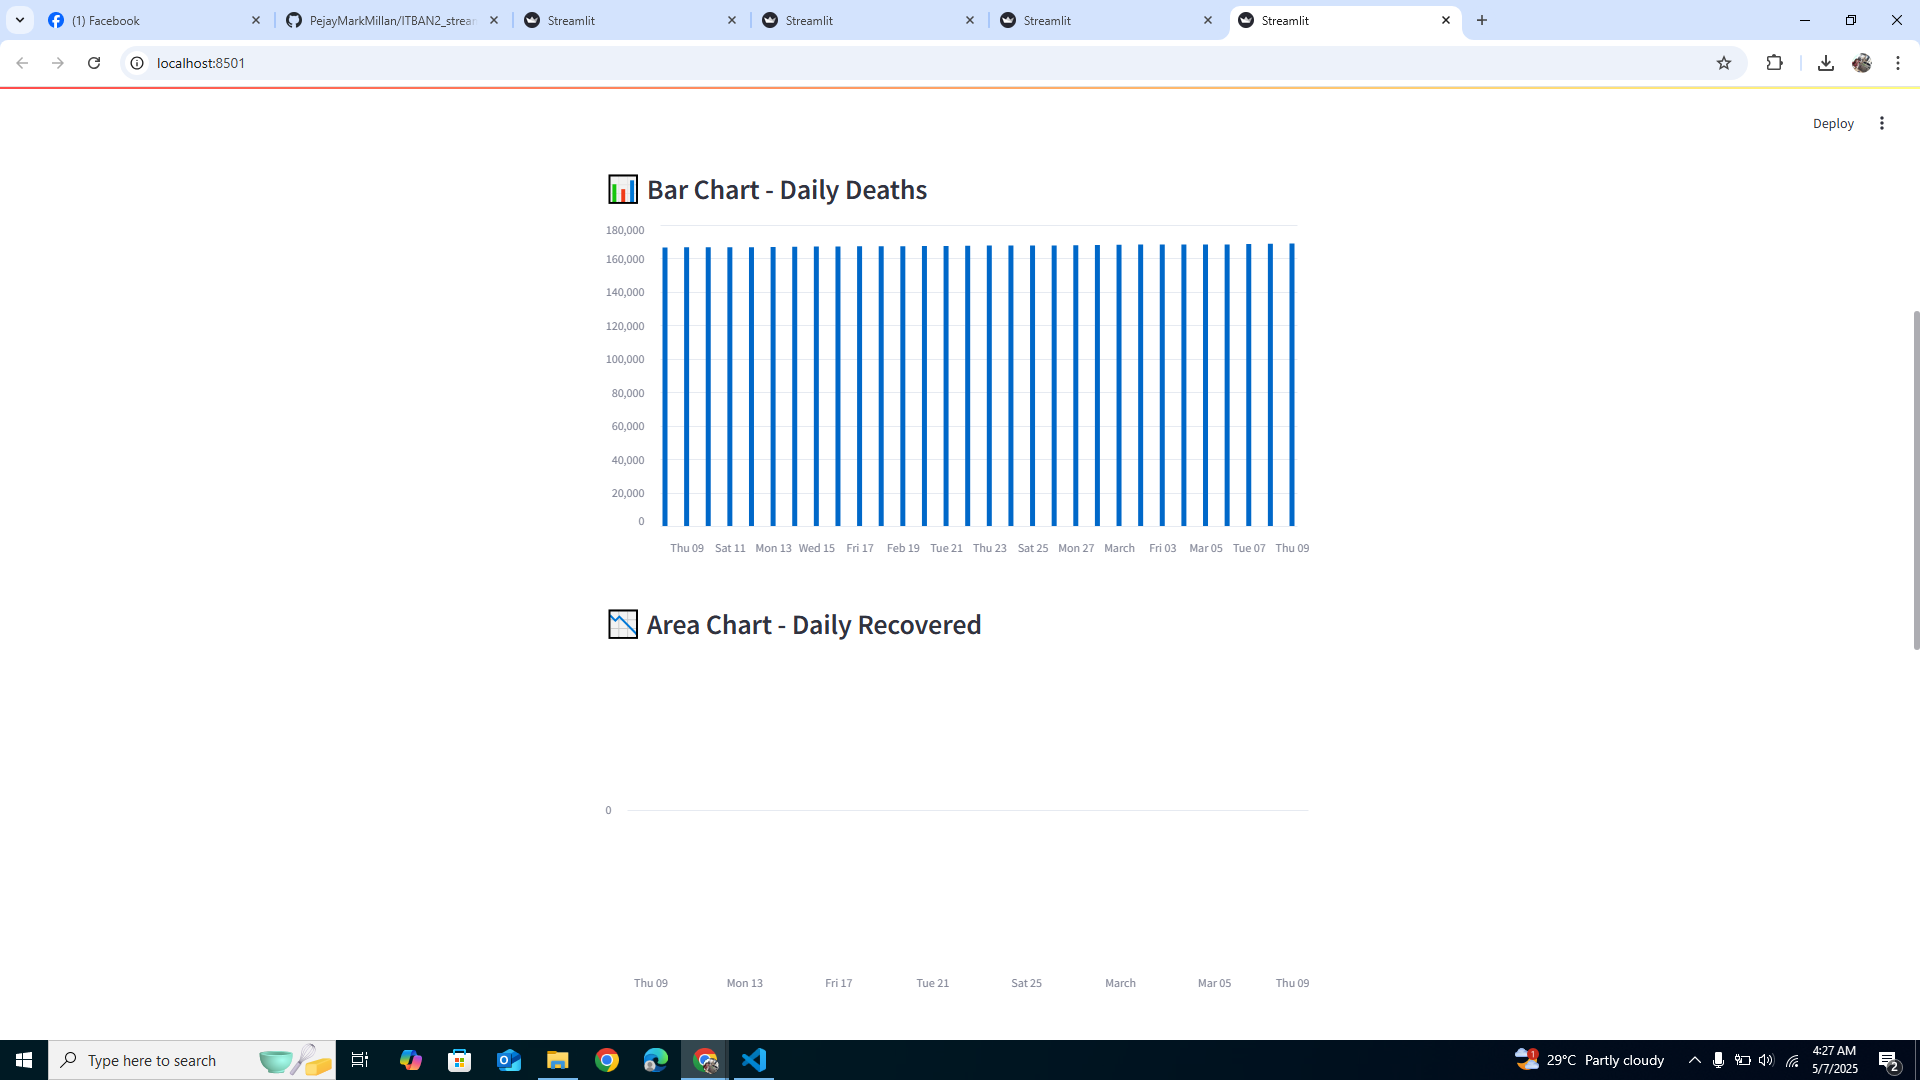 (1) Facebook
PejayMarkMillan/ITBAN2_strea
Streamlit
Streamlit
Streamlit
Streamlit
localhost:8501
Deploy
Bar Chart - Daily Deaths
180,000
160,000
140,000
120,000
100,000
80,000
60,000
40,000
20,000
0
Thu 09 Sat 11 Mon 13 Wed 15 Fri 17 Feb 19 Tue 21 Thu 23 Sat 25 Mon 27 March Fri 03 Mar 05 Tue 07 Thu 09
Area Chart - Daily Recovered
0
Thu 09 Mon 13 Fri 17 Tue 21 Sat 25 March Mar 05 Thu 09
Type here to search
1
29°C Partly cloudy
4:27 AM
5/7/2025
2